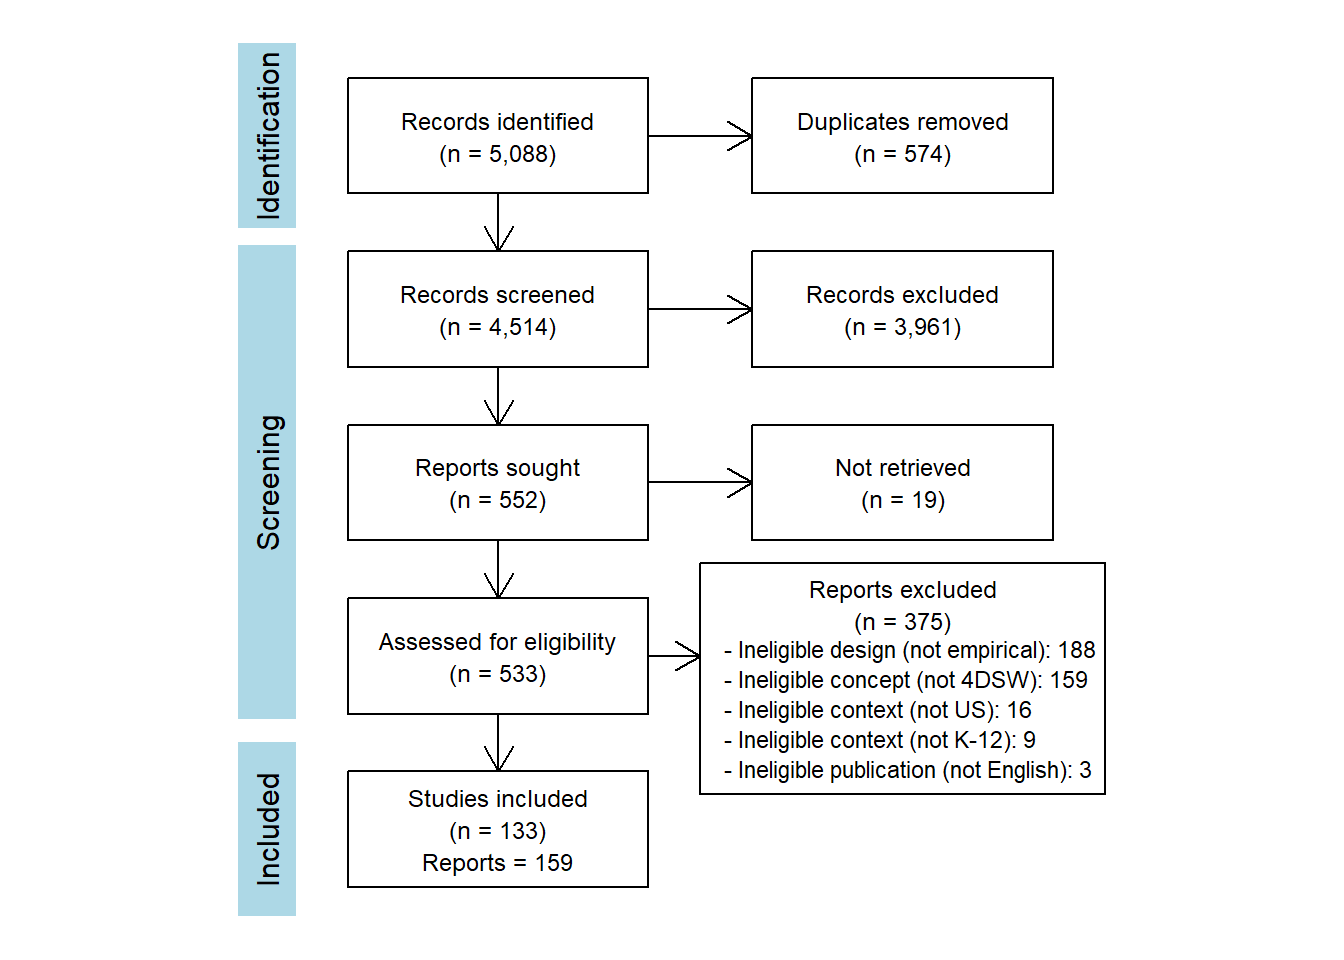 Identification
Records identified
(n = 5,088)
Duplicates removed
(n = 574)
Screening
Records screened
(n = 4,514)
Records excluded
(n = 3,961)
Reports sought
(n = 552)
Not retrieved
(n = 19)
Assessed for eligibility
(n = 533)
Reports excluded
(n = 375)
- Ineligible design (not empirical): 188
- Ineligible concept (not 4DSW): 159
- Ineligible context (not US): 16
- Ineligible context (not K-12): 9
- Ineligible publication (not English): 3
Included
Studies included
(n = 133)
Reports = 159